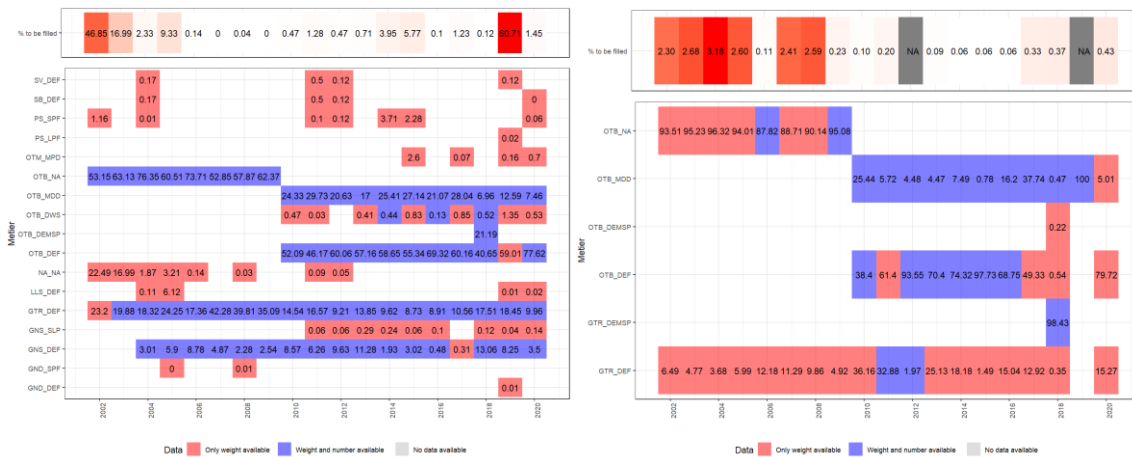 % to be filled
46.85 16.99 2.33 9.33 0.14 0 0.04 0 0.47 1.28 0.47 0.71 3.95 5.77 0.1 1.23 0.12 60.71 1.45
Metier
SV_DEF 0.17 0.5 0.12 0.12
SB_DEF 0.17 0.5 0.12 0
PS_SPF 1.16 0.01 0.1 0.12 3.71 2.28 0.06
PS_LPF 0.02
OTM_MPD 2.6 0.07 0.16 0.7
OTB_NA 53.15 63.13 76.35 60.51 73.71 52.85 57.87 62.37
OTB_MDD 24.33 29.73 20.63 17 25.41 27.14 21.07 28.04 6.96 12.59 7.46
OTB_DWS 0.47 0.03 0.41 0.44 0.83 0.13 0.85 0.52 1.35 0.53
OTB_DEMSP 21.19
OTB_DEF 52.09 46.17 60.06 57.16 58.65 55.34 69.32 60.16 40.65 59.01 77.62
NA_NA 22.49 16.99 1.87 3.21 0.14 0.03 0.09 0.05
LLS_DEF 0.11 6.12 0.01 0.02
GTR_DEF 23.2 19.88 18.32 24.25 17.36 42.28 39.81 35.09 14.54 16.57 9.21 13.85 9.62 8.73 8.91 10.56 17.51 18.45 9.96
GNS_SLP 0.06 0.06 0.29 0.24 0.06 0.1 0.12 0.04 0.14
GNS_DEF 3.01 5.9 8.78 4.87 2.28 2.54 8.57 6.26 9.63 11.28 1.93 3.02 0.48 0.31 13.06 8.25 3.5
GND_SPF 0 0.01
GND_DEF 0.01
2002 2004 2006 2008 2010 2012 2014 2016 2018 2020
Data Only weight available Weight and number available No data available
% to be filled
2.30 2.68 3.18 2.60 0.11 2.41 2.59 0.23 0.10 0.20 NA 0.09 0.06 0.06 0.06 0.33 0.37 NA 0.43
Metier
OTB_NA 93.51 95.23 96.32 94.01 87.82 88.71 90.14 95.08
OTB_MDD 25.44 5.72 4.48 4.47 7.49 0.78 16.2 37.74 0.47 100 5.01
OTB_DEMSP 0.22
OTB_DEF 38.4 61.4 93.55 70.4 74.32 97.73 68.75 49.33 0.54 79.72
GTR_DEMSP 98.43
GTR_DEF 6.49 4.77 3.68 5.99 12.18 11.29 9.86 4.92 36.16 32.88 1.97 25.13 18.18 1.49 15.04 12.92 0.35 15.27
2002 2004 2006 2008 2010 2012 2014 2016 2018 2020
Data Only weight available Weight and number available No data available